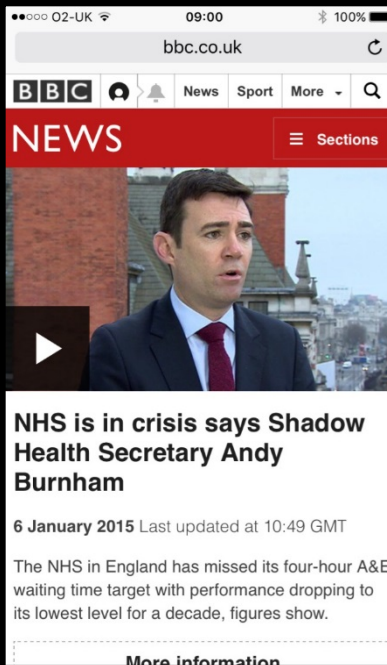 O2-UK 09:00 100%
bbc.co.uk
BBC News Sport More
NEWS Sections
NHS is in crisis says Shadow
Health Secretary Andy
Burnham
6 January 2015 Last updated at 10:49 GMT
The NHS in England has missed its four-hour A&E
waiting time target with performance dropping to
its lowest level for a decade, figures show.
More information